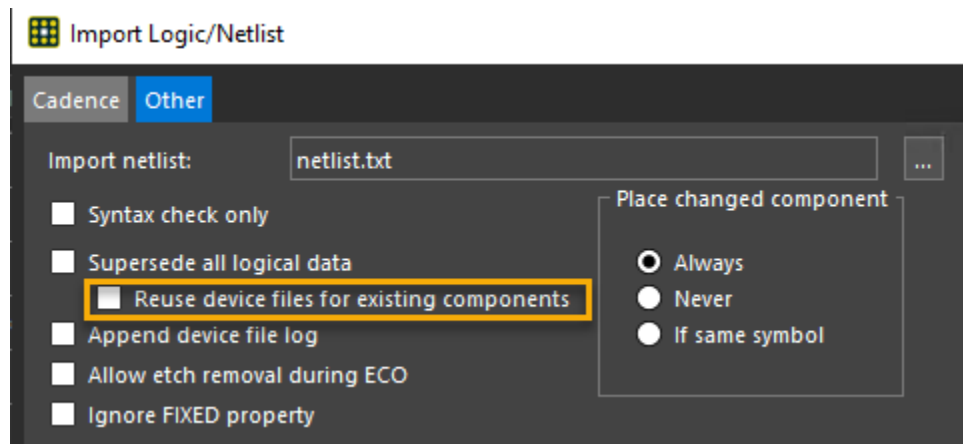 Import Logic/Netlist
Cadence
Other
Import netlist:
netlist.txt
...
Syntax check only
Supersede all logical data
Reuse device files for existing components
Append device file log
Allow etch removal during ECO
Ignore FIXED property
Place changed component
Always
Never
If same symbol